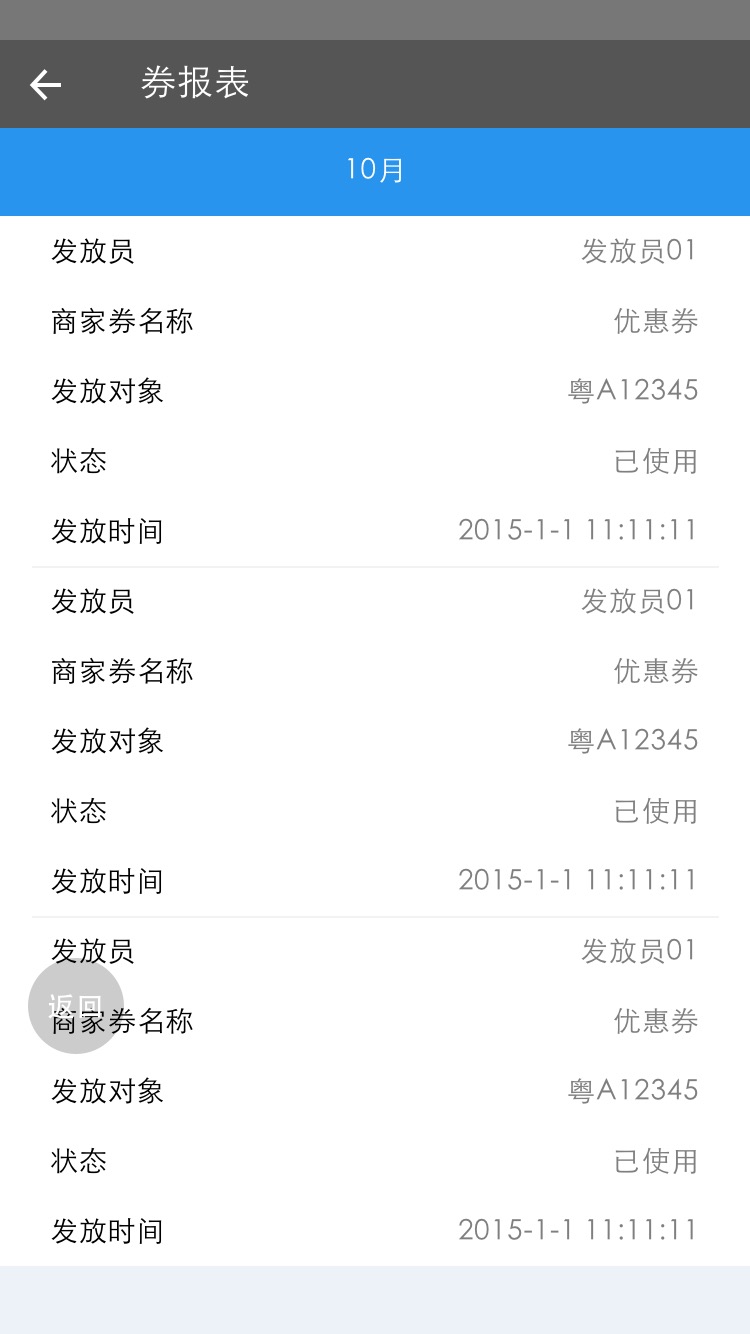 券报表
10月
发放员 发放员01
商家券名称 优惠券
发放对象 粤A12345
状态 已使用
发放时间 2015-1-1 11:11:11
发放员 发放员01
商家券名称 优惠券
发放对象 粤A12345
状态 已使用
发放时间 2015-1-1 11:11:11
发放员 发放员01
返回
商家券名称 优惠券
发放对象 粤A12345
状态 已使用
发放时间 2015-1-1 11:11:11